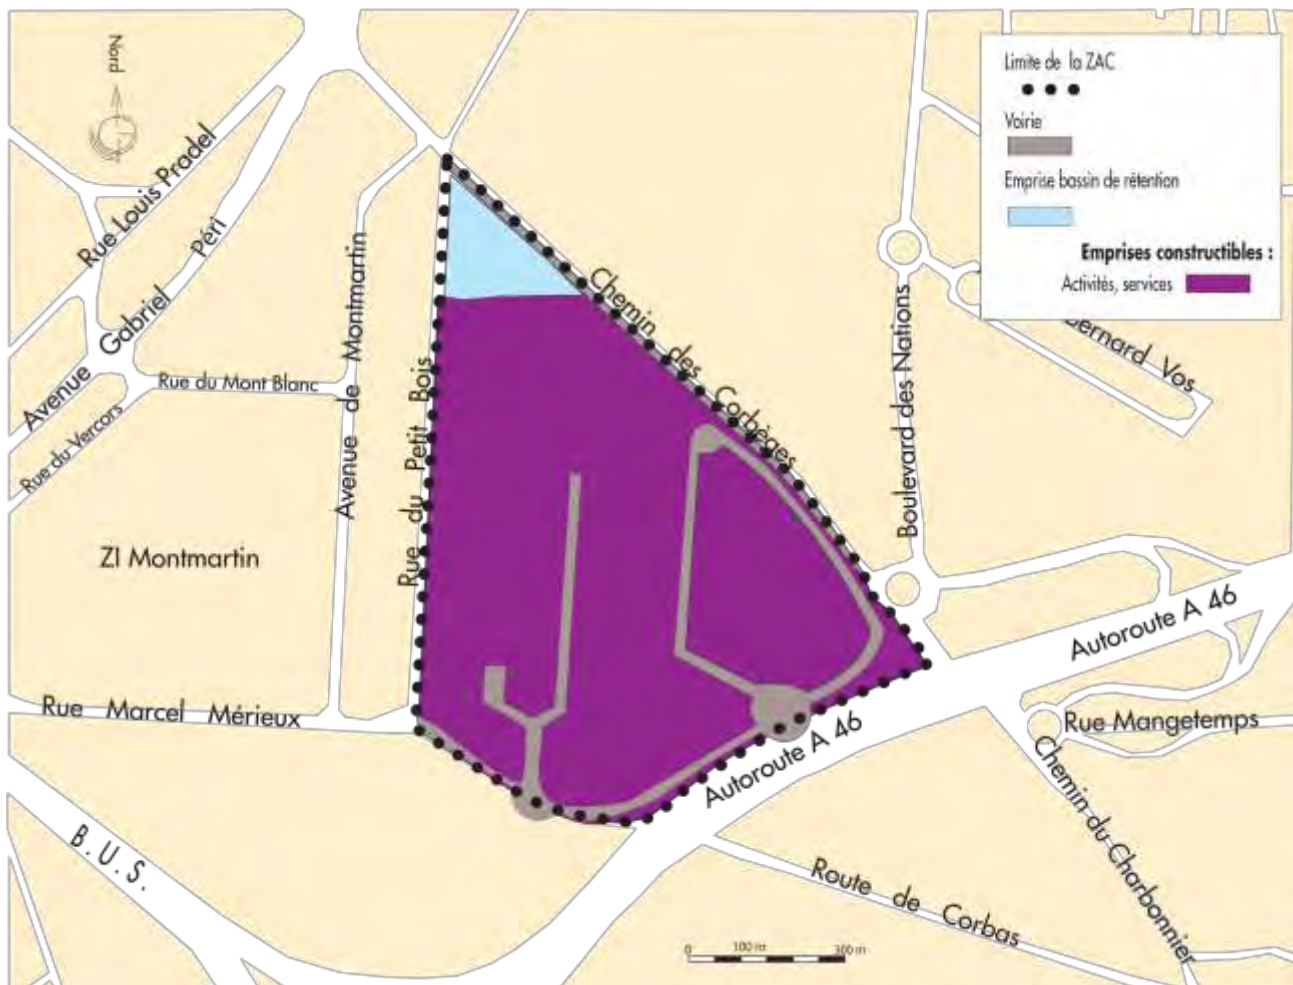 Nord
Limite de la ZAC
Voirie
Emprise bassin de rétention
Emprises constructibles :
Activités, services
Rue Louis Pradel
Avenue Gabriel Péri
Rue du Vercors
Rue du Mont Blanc
Avenue de Montmartin
Rue du Petit Bois
Chemin des Corbèges
Boulevard des Nations
Bernard Vos
ZI Montmartin
Rue Marcel Mérieux
Autoroute A 46
Autoroute A 46
Rue Mangetemps
Chemin du Charbonnier
Route de Corbas
B.U.S.
0 100 m 300 m